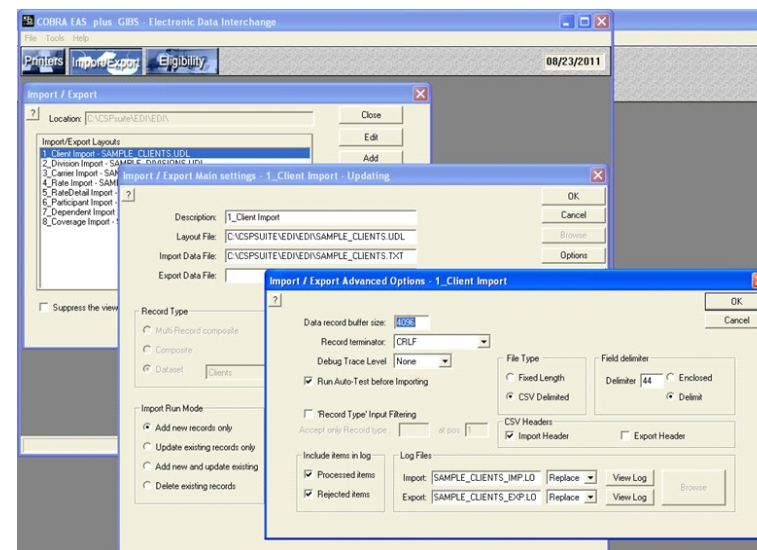 COBRA EAS plus GIBS - Electronic Data Interchange
File Tools Help
Printers Import/Export Eligibility 08/23/2011
Import / Export
? Location: C:\CSPsuite\EDI\EDI\ Close
Import/Export Layouts Edit
1_Client Import - SAMPLE_CLIENTS.UDL Add
2_Division Import - SAMPLE_DIVISIONS.UDL
3_Carrier Import - SAM
4_Rate Import - SAM
5_RateDetail Import -
6_Participant Import -
7_Dependent Import
8_Coverage Import -
Suppress the view
Import / Export Main settings - 1_Client Import - Updating
? OK
Description: 1_Client Import Cancel
Layout File: C:\CSPSUITE\EDI\EDI\SAMPLE_CLIENTS.UDL Browse
Import Data File: C:\CSPSUITE\EDI\EDI\SAMPLE_CLIENTS.TXT Options
Export Data File:
Record Type
Multi-Record composite
Composite
Dataset Clients
Import Run Mode
Add new records only
Update existing records only
Add new and update existing
Delete existing records
Import / Export Advanced Options - 1_Client Import
? OK
Data record buffer size: 4096 Cancel
Record terminator: CRLF
Debug Trace Level None
Run Auto-Test before Importing
'Record Type' Input Filtering
Accept only Record type: at pos 1
File Type
Fixed Length
CSV Delimited
Field delimiter
Delimiter 44 Enclosed
Delimit
CSV Headers
Import Header Export Header
Include items in log
Processed items
Rejected items
Log Files
Import: SAMPLE_CLIENTS_IMP.LO Replace View Log
Export: SAMPLE_CLIENTS_EXP.LO Replace View Log
Browse